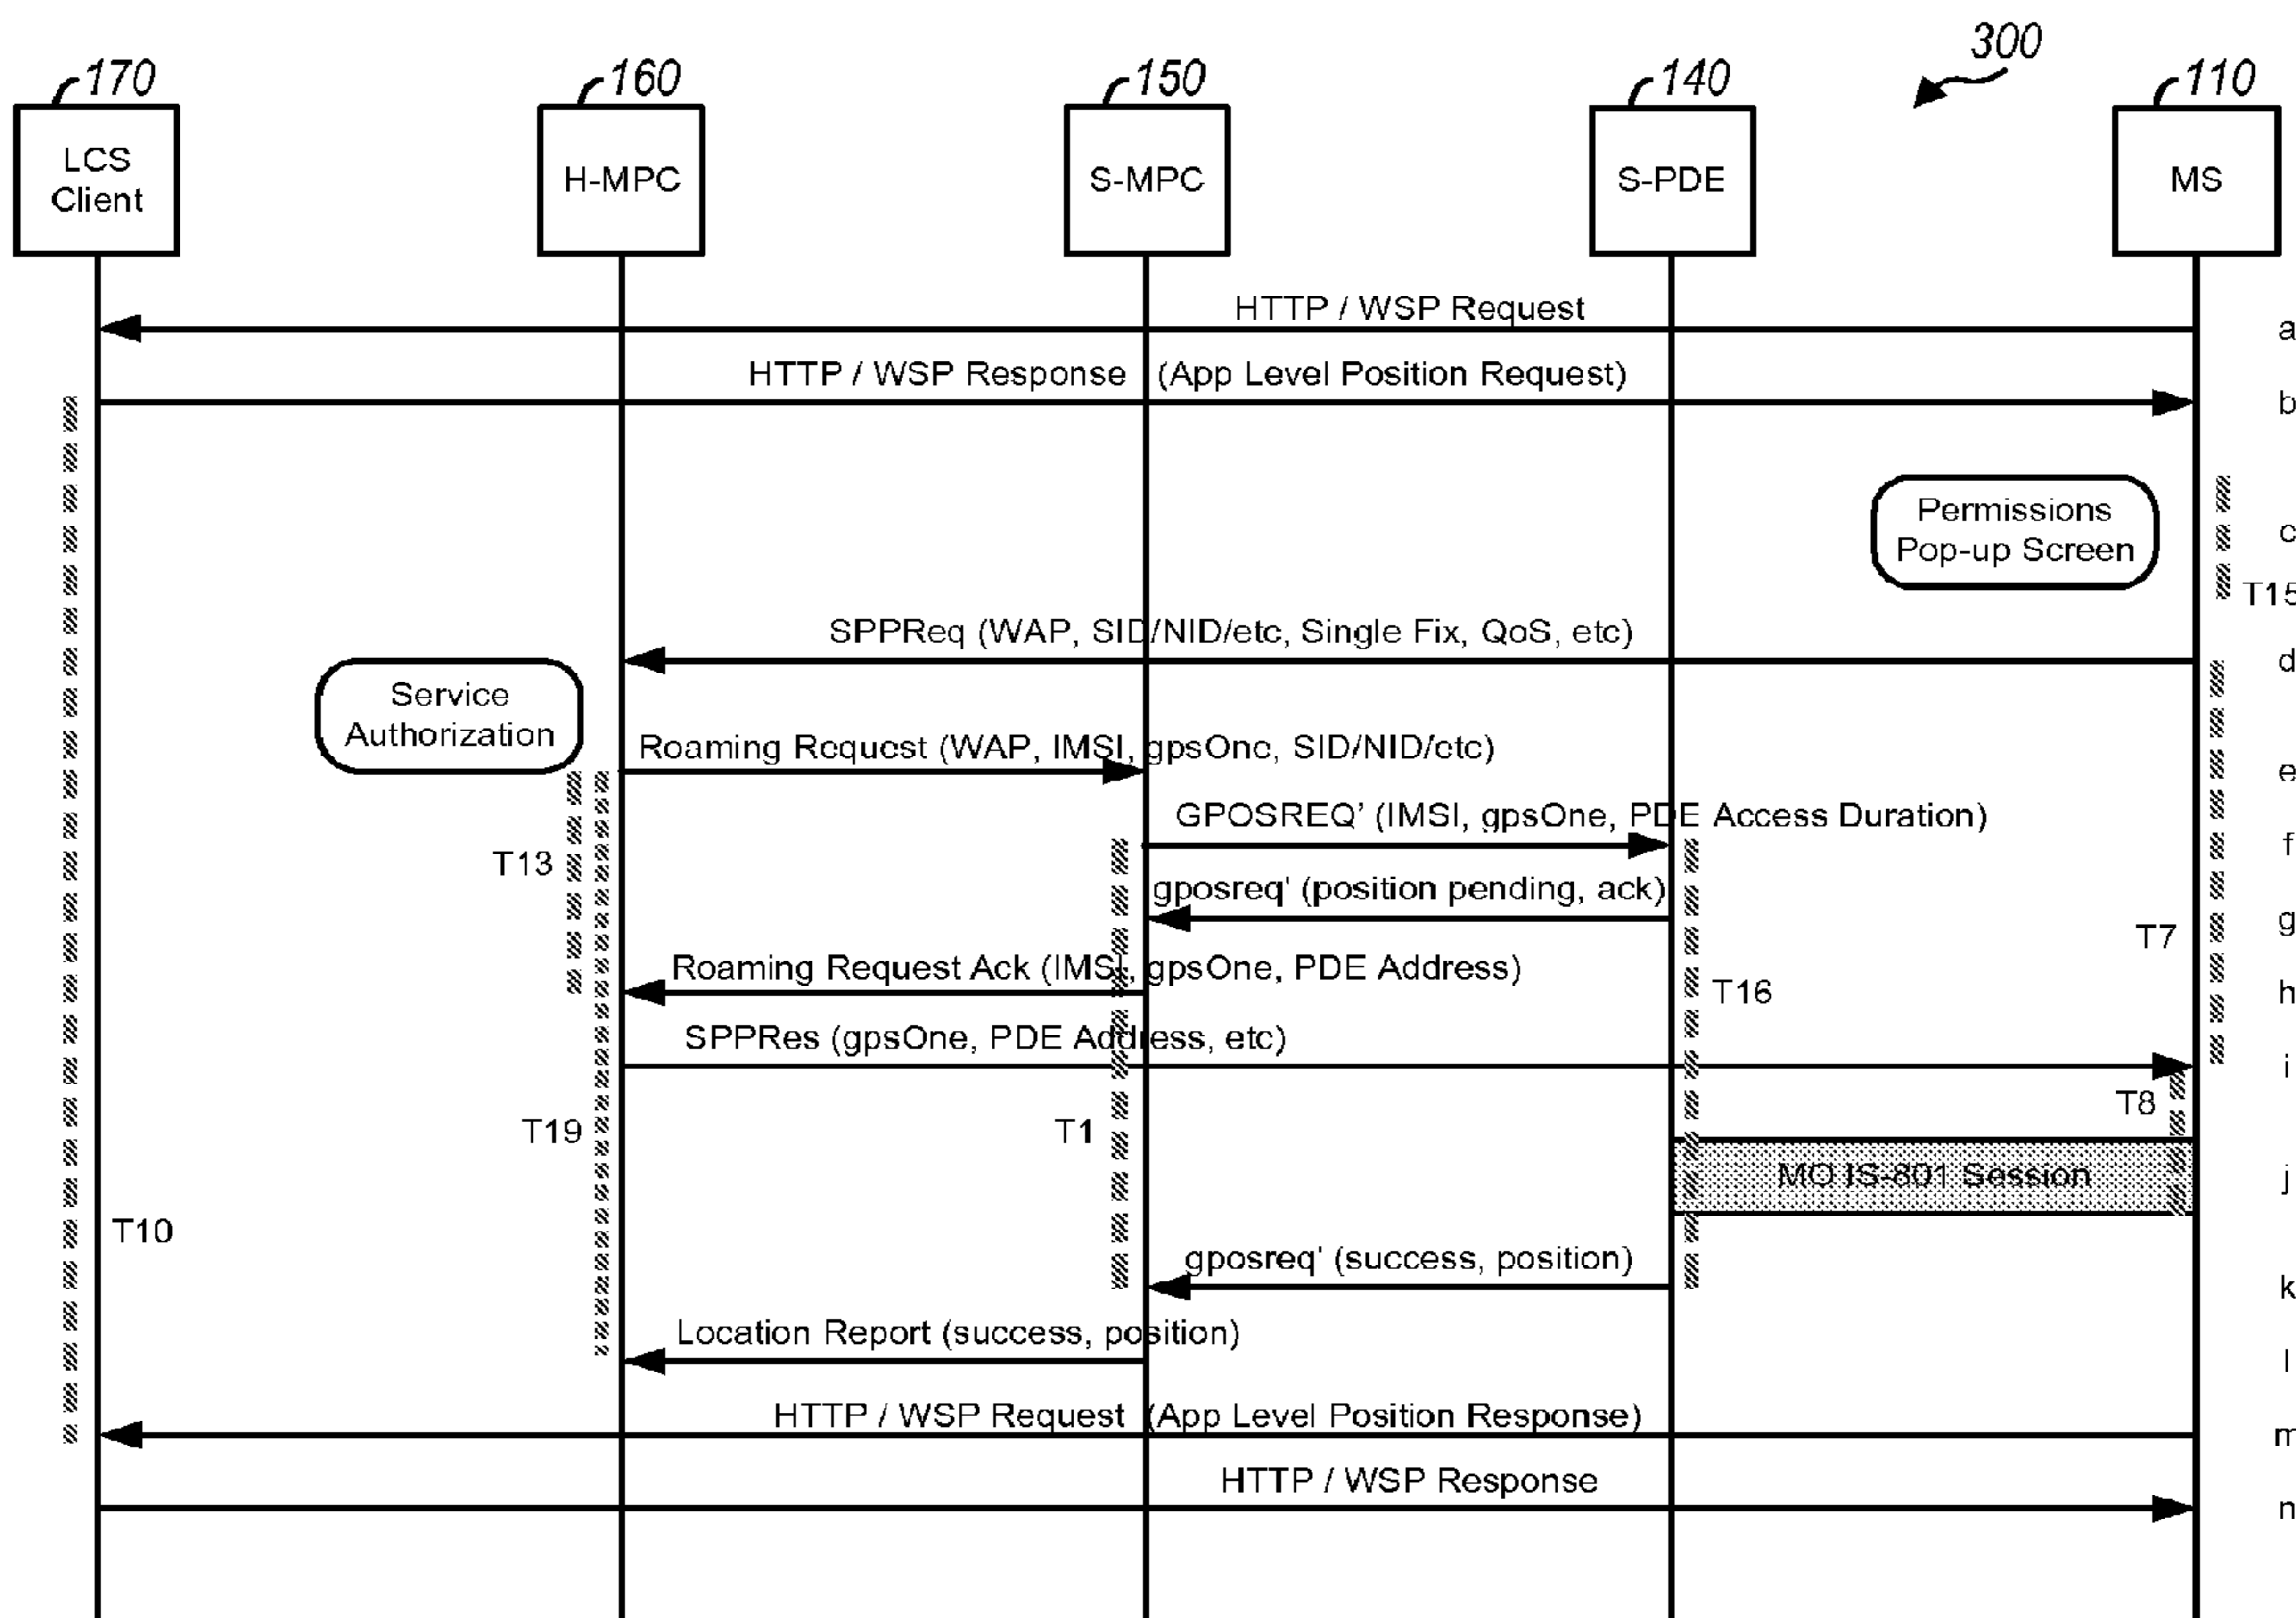 300
170
160
150
140
110
LCS
Client
H-MPC
S-MPC
S-PDE
MS
HTTP / WSP Request
a
HTTP / WSP Response (App Level Position Request)
b
Permissions
Pop-up Screen
c
T15
SPPReq (WAP, SID/NID/etc, Single Fix, QoS, etc)
d
Service
Authorization
Roaming Request (WAP, IMSI, gpsOne, SID/NID/etc)
e
GPOSREQ' (IMSI, gpsOne, PDE Access Duration)
f
T13
gposreq' (position pending, ack)
g
T7
Roaming Request Ack (IMSI, gpsOne, PDE Address)
h
T16
SPPRes (gpsOne, PDE Address, etc)
i
T8
T19
T1
MO IS-801 Session
j
T10
gposreq' (success, position)
k
Location Report (success, position)
l
HTTP / WSP Request (App Level Position Response)
m
HTTP / WSP Response
n